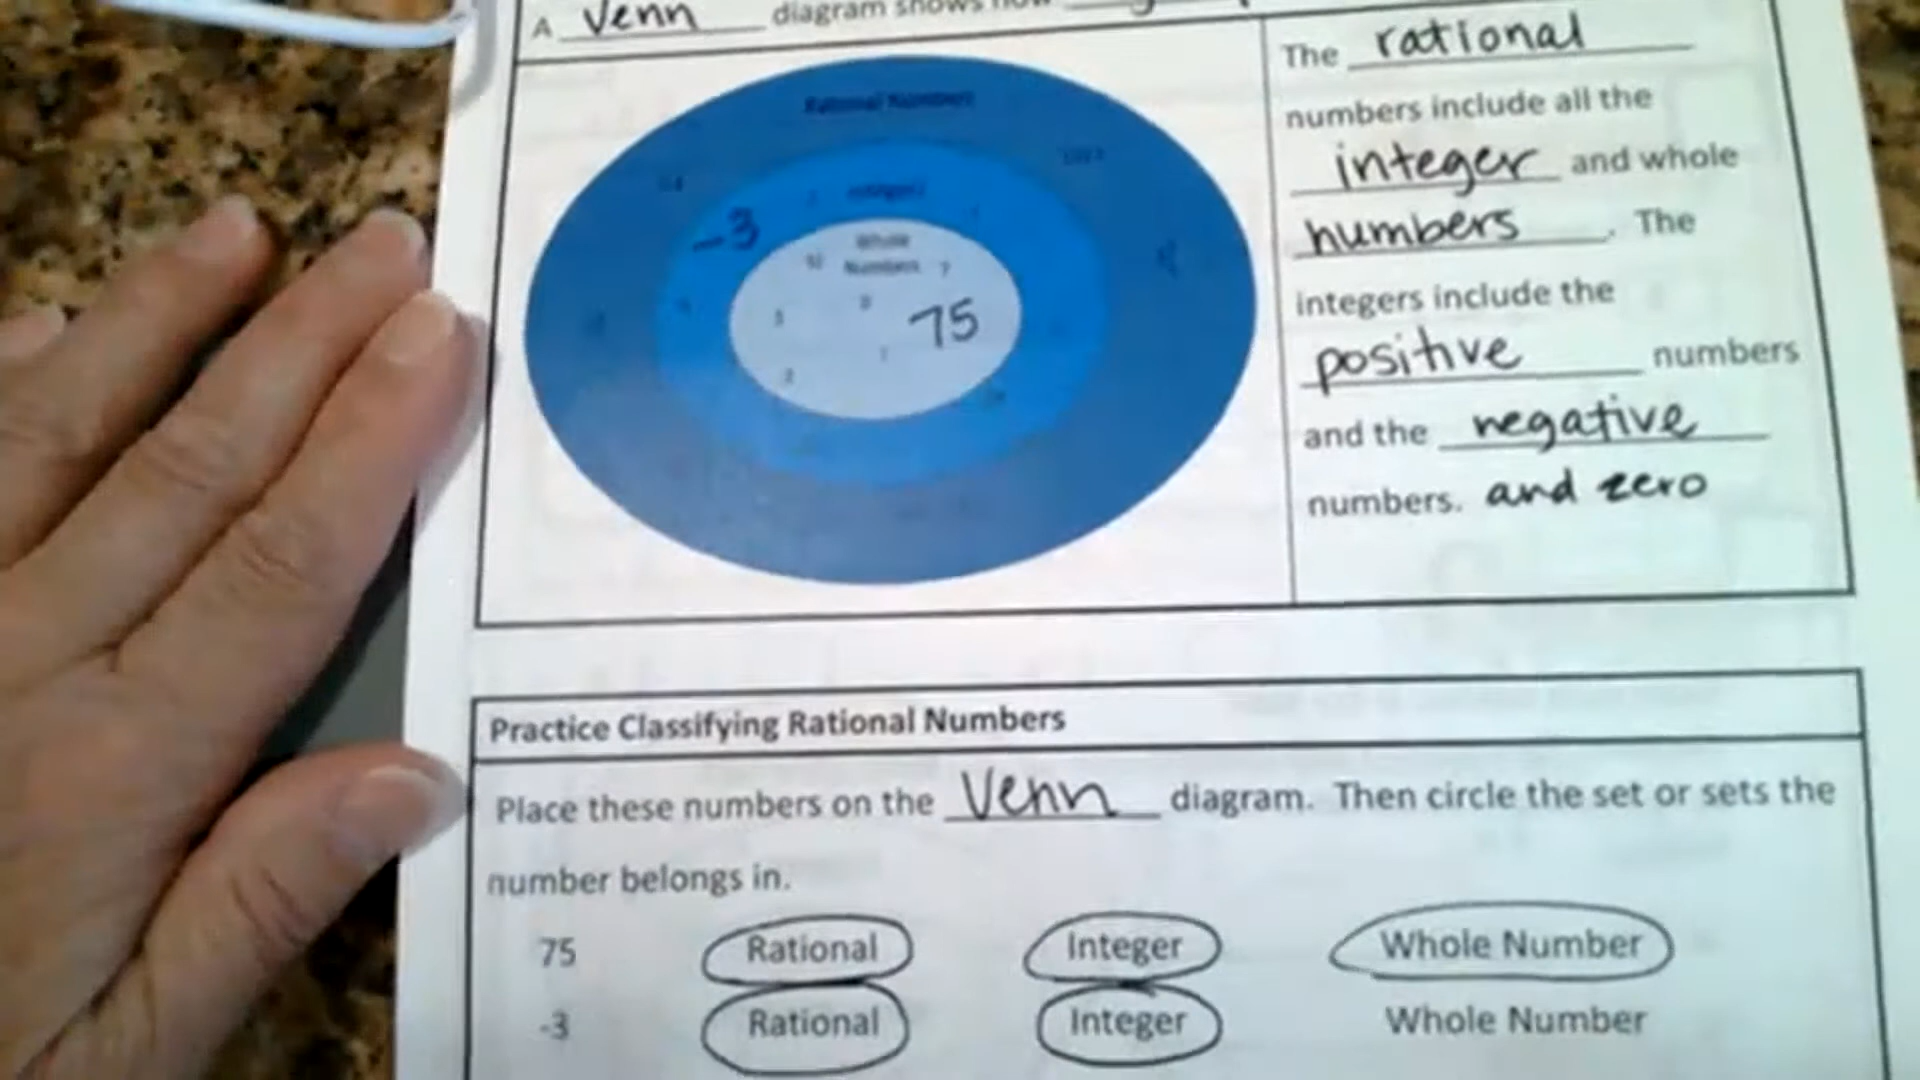 A Venn diagram shows how
Rational Numbers
Integers
-3
Whole
Numbers
75
The rational
numbers include all the
integer and whole
numbers. The
integers include the
positive numbers
and the negative
numbers. and zero
Practice Classifying Rational Numbers
Place these numbers on the Venn diagram. Then circle the set or sets the
number belongs in.
75 Rational Integer Whole Number
-3 Rational Integer Whole Number